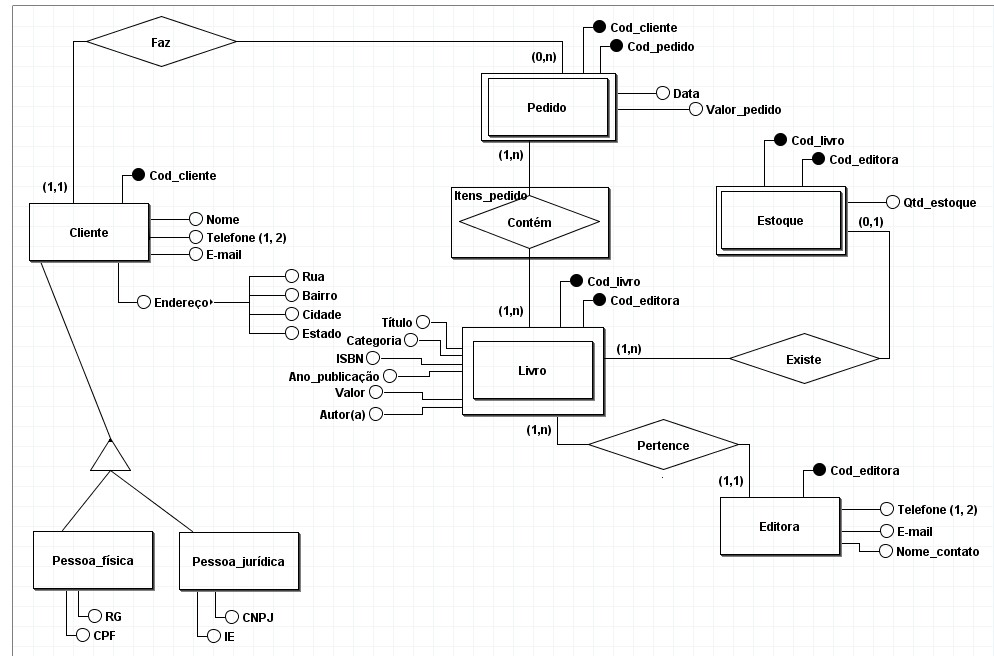 Faz
Cod_cliente
Cod_pedido
(0,n)
Pedido
Data
Valor_pedido
(1,n)
Cod_livro
Cod_editora
Estoque
Qtd_estoque
(0,1)
(1,1)
Cod_cliente
Cliente
Nome
Telefone (1, 2)
E-mail
Endereço
Rua
Bairro
Cidade
Estado
Itens_pedido
Contém
(1,n)
Cod_livro
Cod_editora
Título
Categoria
ISBN
Ano_publicação
Valor
Autor(a)
Livro
(1,n)
Existe
(1,n)
Pertence
(1,1)
Cod_editora
Editora
Telefone (1, 2)
E-mail
Nome_contato
Pessoa_física
Pessoa_jurídica
RG
CPF
CNPJ
IE